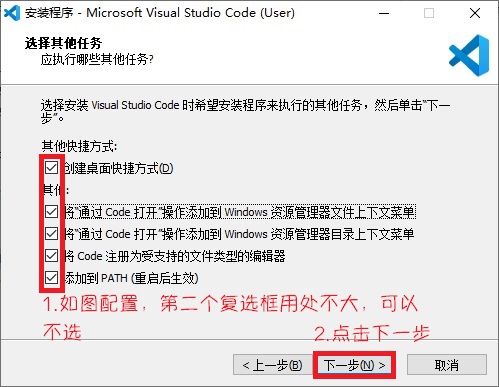 安装程序 - Microsoft Visual Studio Code (User)
选择其他任务
应执行哪些其他任务?
选择安装 Visual Studio Code 时希望安装程序来执行的其他任务，然后单击“下一
步”。
其他快捷方式:
创建桌面快捷方式(D)
其他:
将“通过 Code 打开”操作添加到 Windows 资源管理器文件上下文菜单
将“通过 Code 打开”操作添加到 Windows 资源管理器目录上下文菜单
将 Code 注册为受支持的文件类型的编辑器
添加到 PATH (重启后生效)
1.如图配置，第二个复选框用处不大，可以
不选
2.点击下一步
< 上一步(B)
下一步(N) >
取消